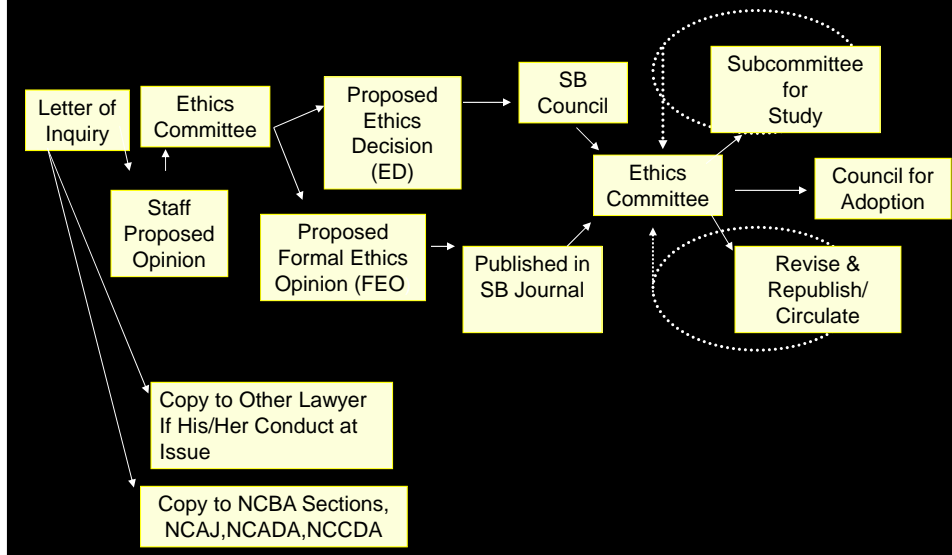 Letter of
Inquiry
Staff
Proposed
Opinion
Ethics
Committee
Proposed
Ethics
Decision
(ED)
Proposed
Formal Ethics
Opinion (FEO
SB
Council
Published in
SB Journal
Ethics
Committee
Subcommittee
for
Study
Council for
Adoption
Revise &
Republish/
Circulate
Copy to Other Lawyer
If His/Her Conduct at
Issue
Copy to NCBA Sections,
NCAJ,NCADA,NCCDA